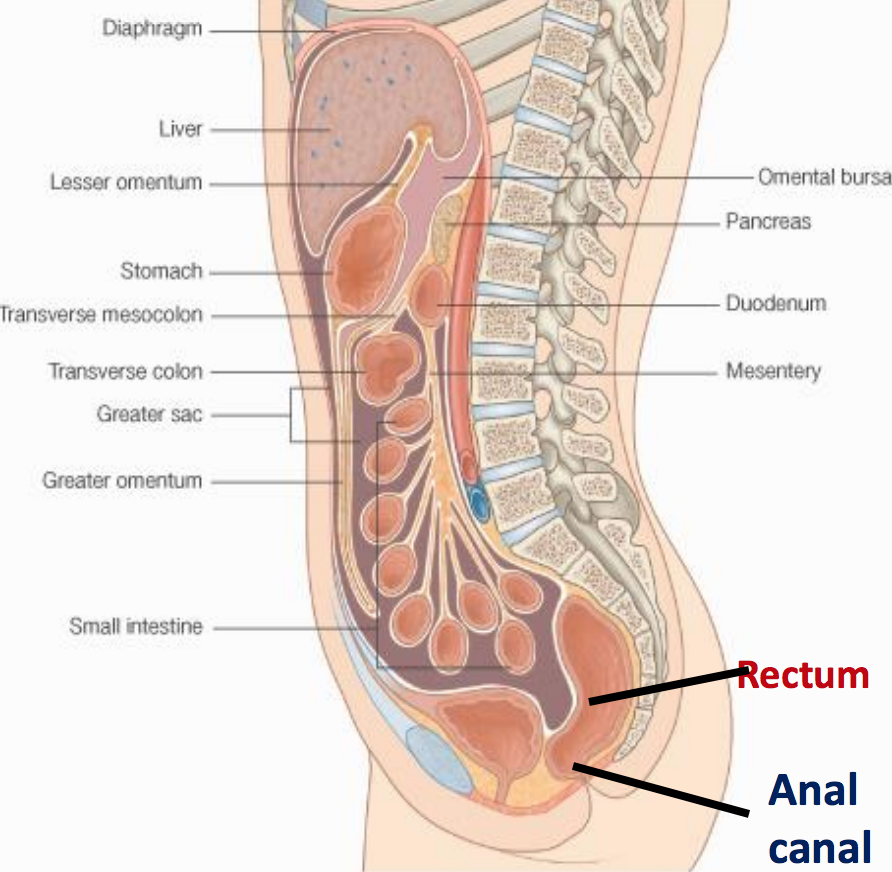 Diaphragm
Liver
Lesser omentum
Stomach
Transverse mesocolon
Transverse colon
Greater sac
Greater omentum
Small intestine
Omental bursa
Pancreas
Duodenum
Mesentery
Rectum
Anal
canal